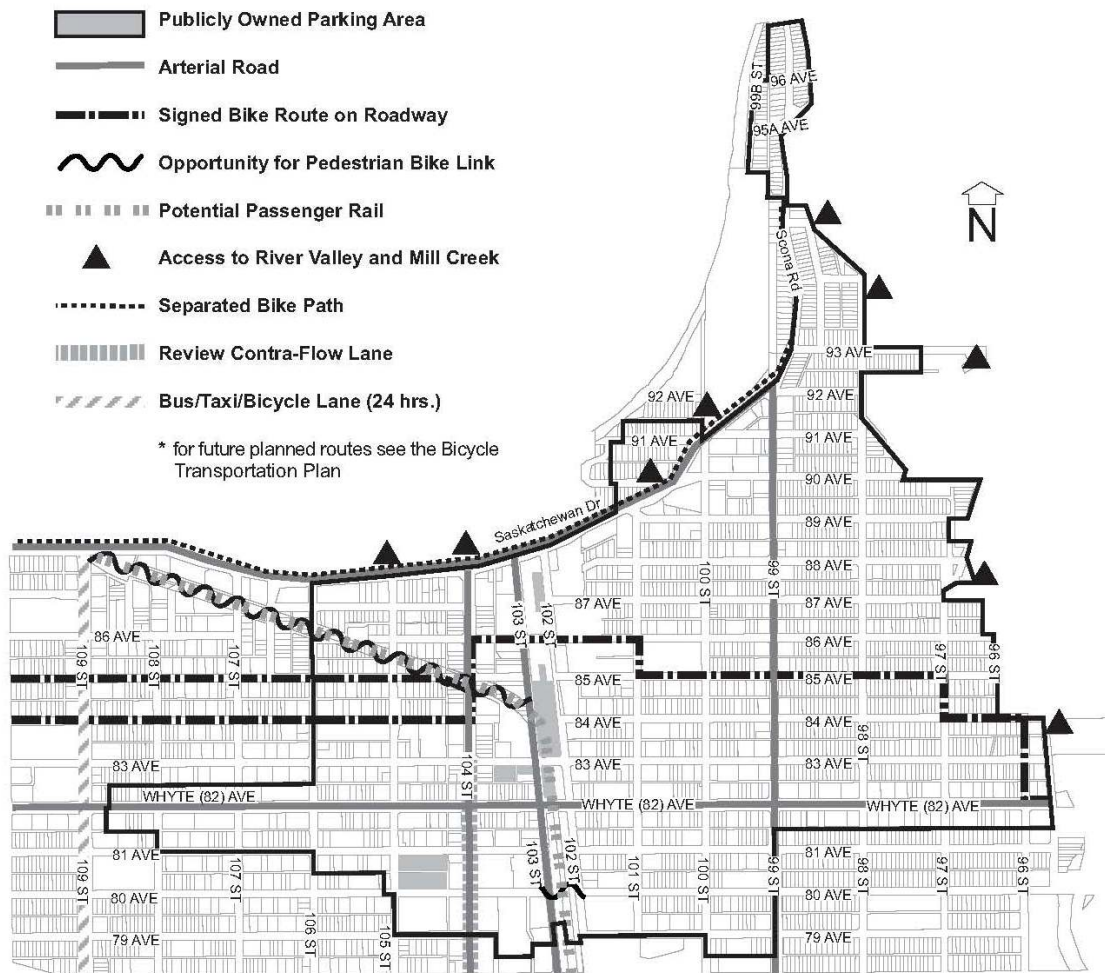 Publicly Owned Parking Area
Arterial Road
Signed Bike Route on Roadway
Opportunity for Pedestrian Bike Link
Potential Passenger Rail
Access to River Valley and Mill Creek
Separated Bike Path
Review Contra-Flow Lane
Bus/Taxi/Bicycle Lane (24 hrs.)
* for future planned routes see the Bicycle
Transportation Plan
N
99B ST
96 AVE
95A AVE
Scona Rd
93 AVE
92 AVE
92 AVE
91 AVE
91 AVE
90 AVE
Saskatchewan Dr
89 AVE
88 AVE
100 ST
99 ST
87 AVE
87 AVE
103 ST
102 ST
86 AVE
86 AVE
109 ST
108 ST
107 ST
97 ST
96 ST
85 AVE
85 AVE
84 AVE
84 AVE
98 ST
83 AVE
104 ST
83 AVE
83 AVE
WHYTE (82) AVE
WHYTE (82) AVE
WHYTE (82) AVE
81 AVE
81 AVE
109 ST
107 ST
103 ST
102 ST
101 ST
100 ST
99 ST
98 ST
97 ST
96 ST
80 AVE
80 AVE
106 ST
105 ST
79 AVE
79 AVE